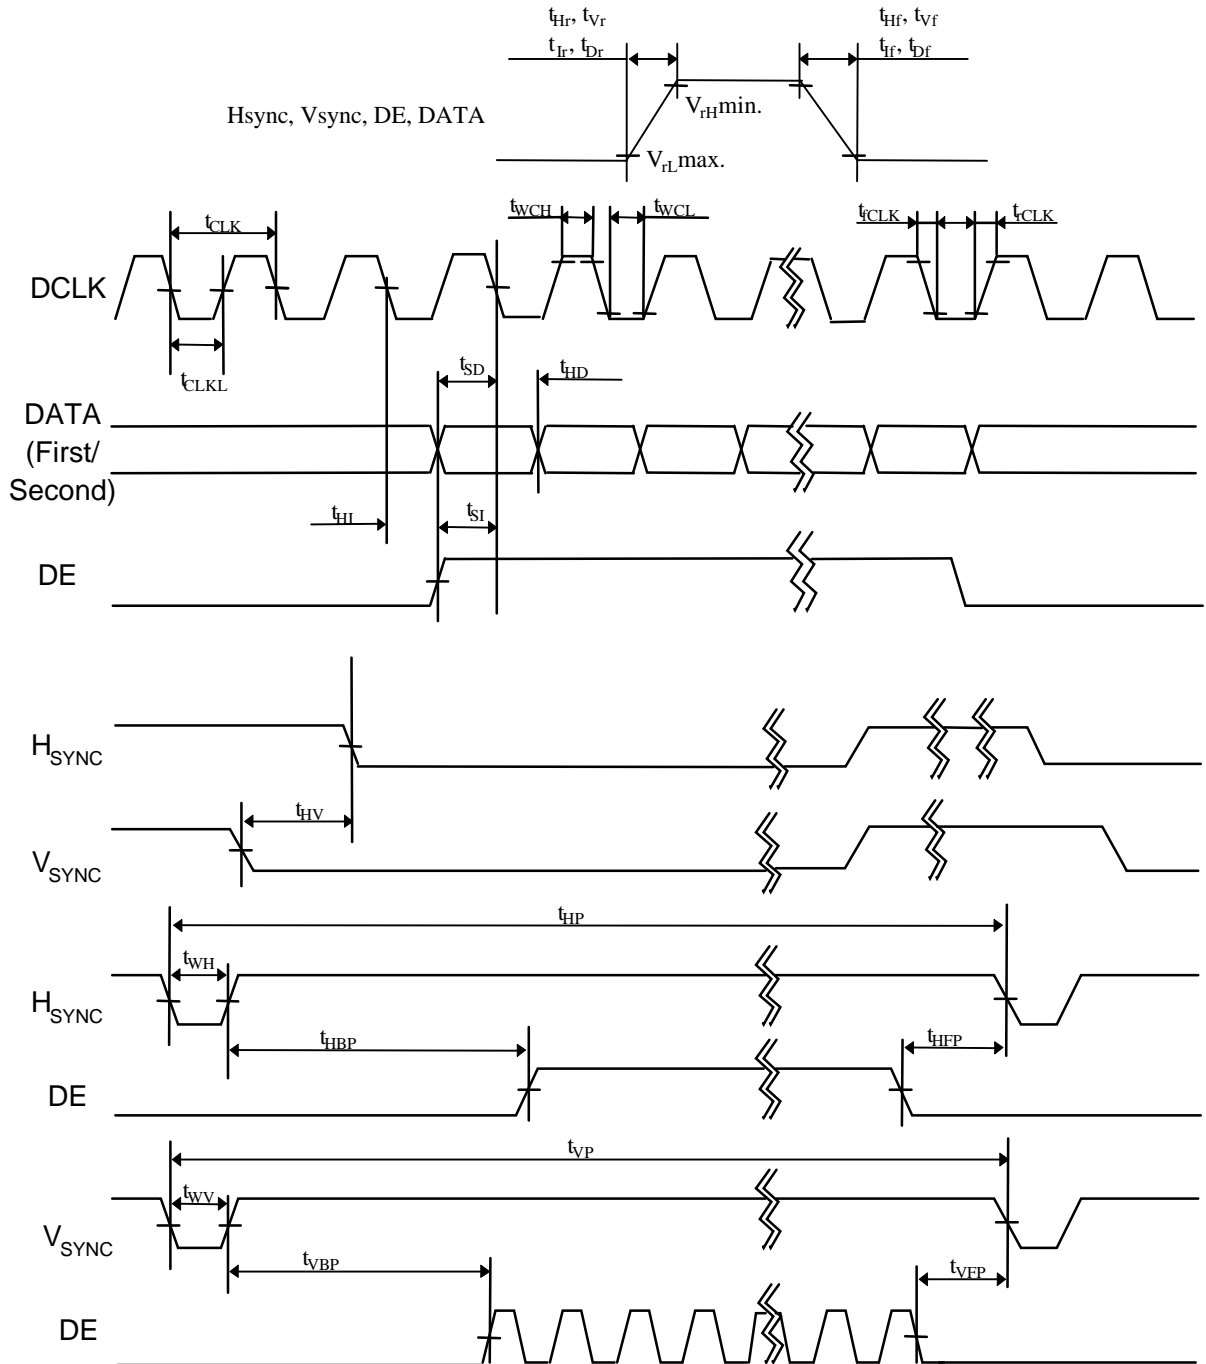 tHr, tVr
tHf, tVf
tIr, tDr
tIf, tDf
Hsync, Vsync, DE, DATA
VrHmin.
VrLmax.
tCLK
tWCH
tWCL
tfCLK
trCLK
DCLK
tCLKL
tSD
tHD
DATA
(First/
Second)
tHI
tSI
DE
HSYNC
tHV
VSYNC
tHP
tWH
HSYNC
tHBP
tHFP
DE
tVP
tWV
VSYNC
tVBP
tVFP
DE